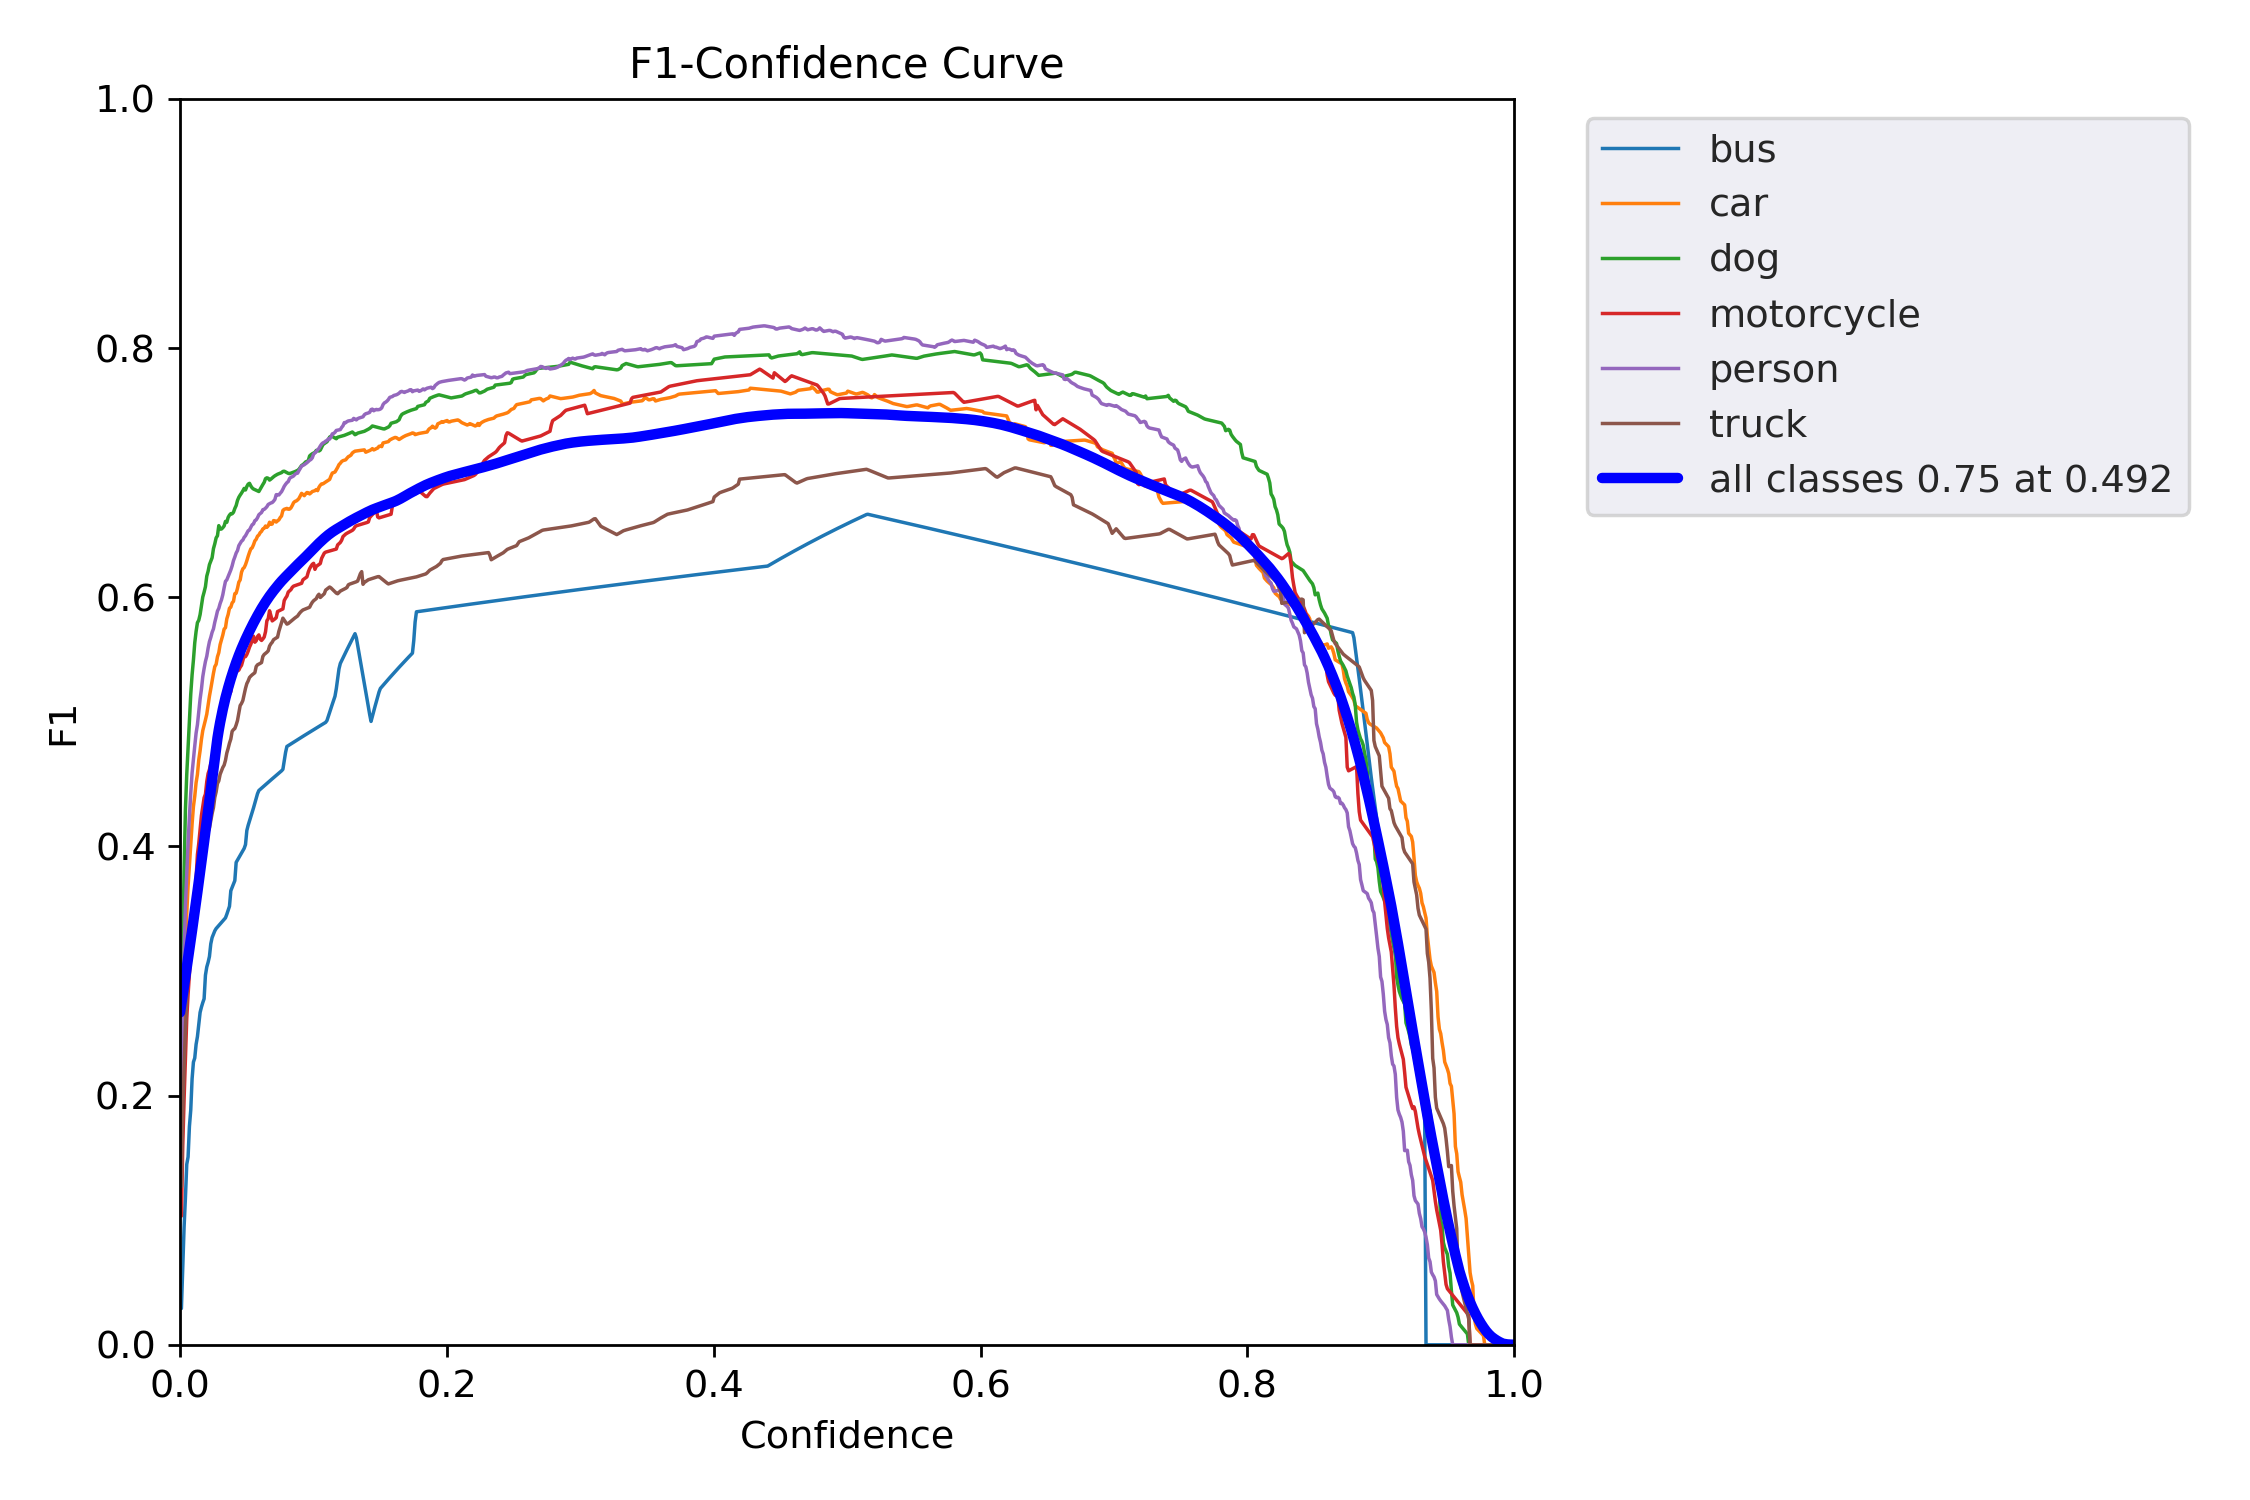 F1-Confidence Curve
1.0
0.8
0.6
0.4
0.2
0.0
F1
0.0 0.2 0.4 0.6 0.8 1.0
Confidence
bus
car
dog
motorcycle
person
truck
all classes 0.75 at 0.492